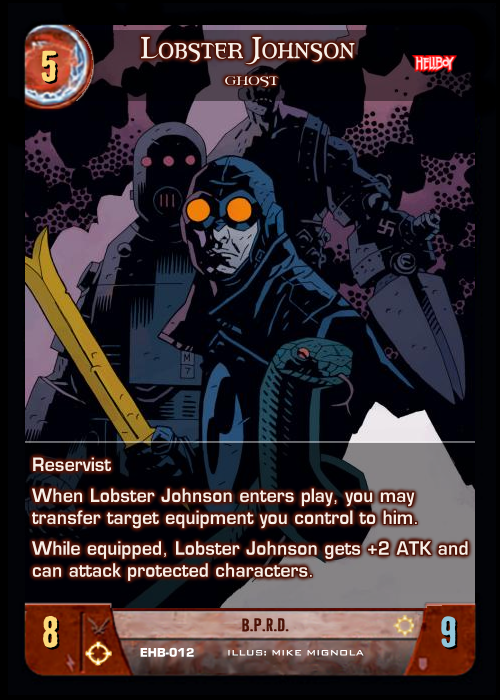 5
LOBSTER JOHNSON
GHOST
HELLBOY
M
7
Reservist
When Lobster Johnson enters play, you may
transfer target equipment you control to him.
While equipped, Lobster Johnson gets +2 ATK and
can attack protected characters.
8
B.P.R.D.
9
EHB-012
ILLUS: MIKE MIGNOLA